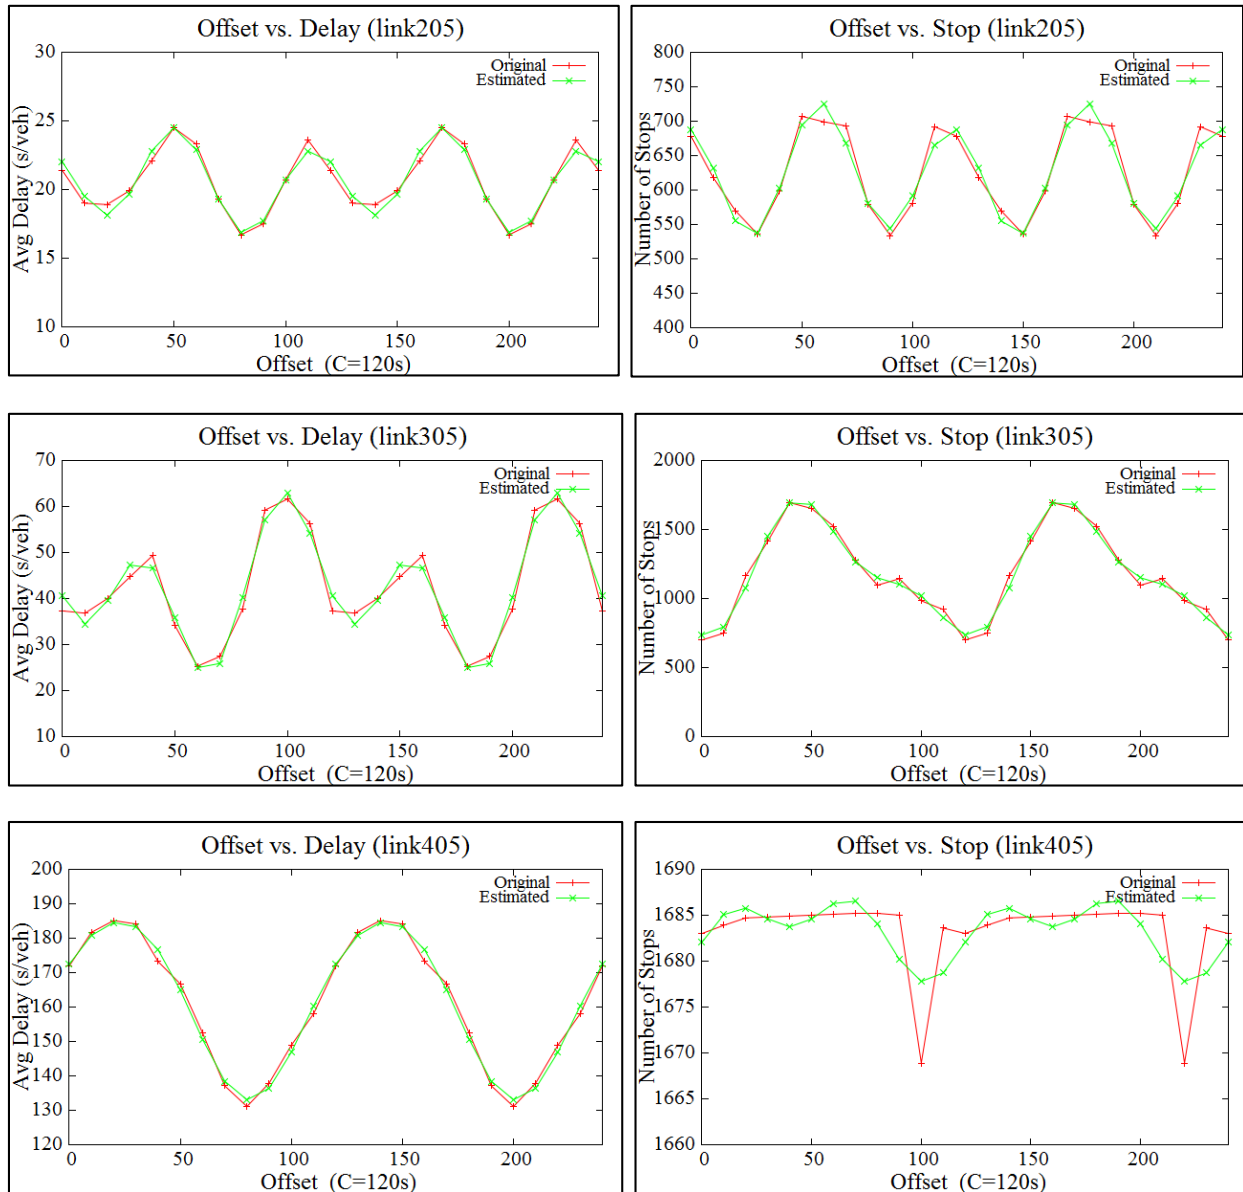 Offset vs. Delay (link205)
Original
Estimated
Avg Delay (s/veh)
30
25
20
15
10
0 50 100 150 200
Offset (C=120s)
Offset vs. Stop (link205)
Original
Estimated
Number of Stops
800
750
700
650
600
550
500
450
400
0 50 100 150 200
Offset (C=120s)
Offset vs. Delay (link305)
Original
Estimated
Avg Delay (s/veh)
70
60
50
40
30
20
10
0 50 100 150 200
Offset (C=120s)
Offset vs. Stop (link305)
Original
Estimated
Number of Stops
2000
1500
1000
500
0
0 50 100 150 200
Offset (C=120s)
Offset vs. Delay (link405)
Original
Estimated
Avg Delay (s/veh)
200
190
180
170
160
150
140
130
120
0 50 100 150 200
Offset (C=120s)
Offset vs. Stop (link405)
Original
Estimated
Number of Stops
1690
1685
1680
1675
1670
1665
1660
0 50 100 150 200
Offset (C=120s)